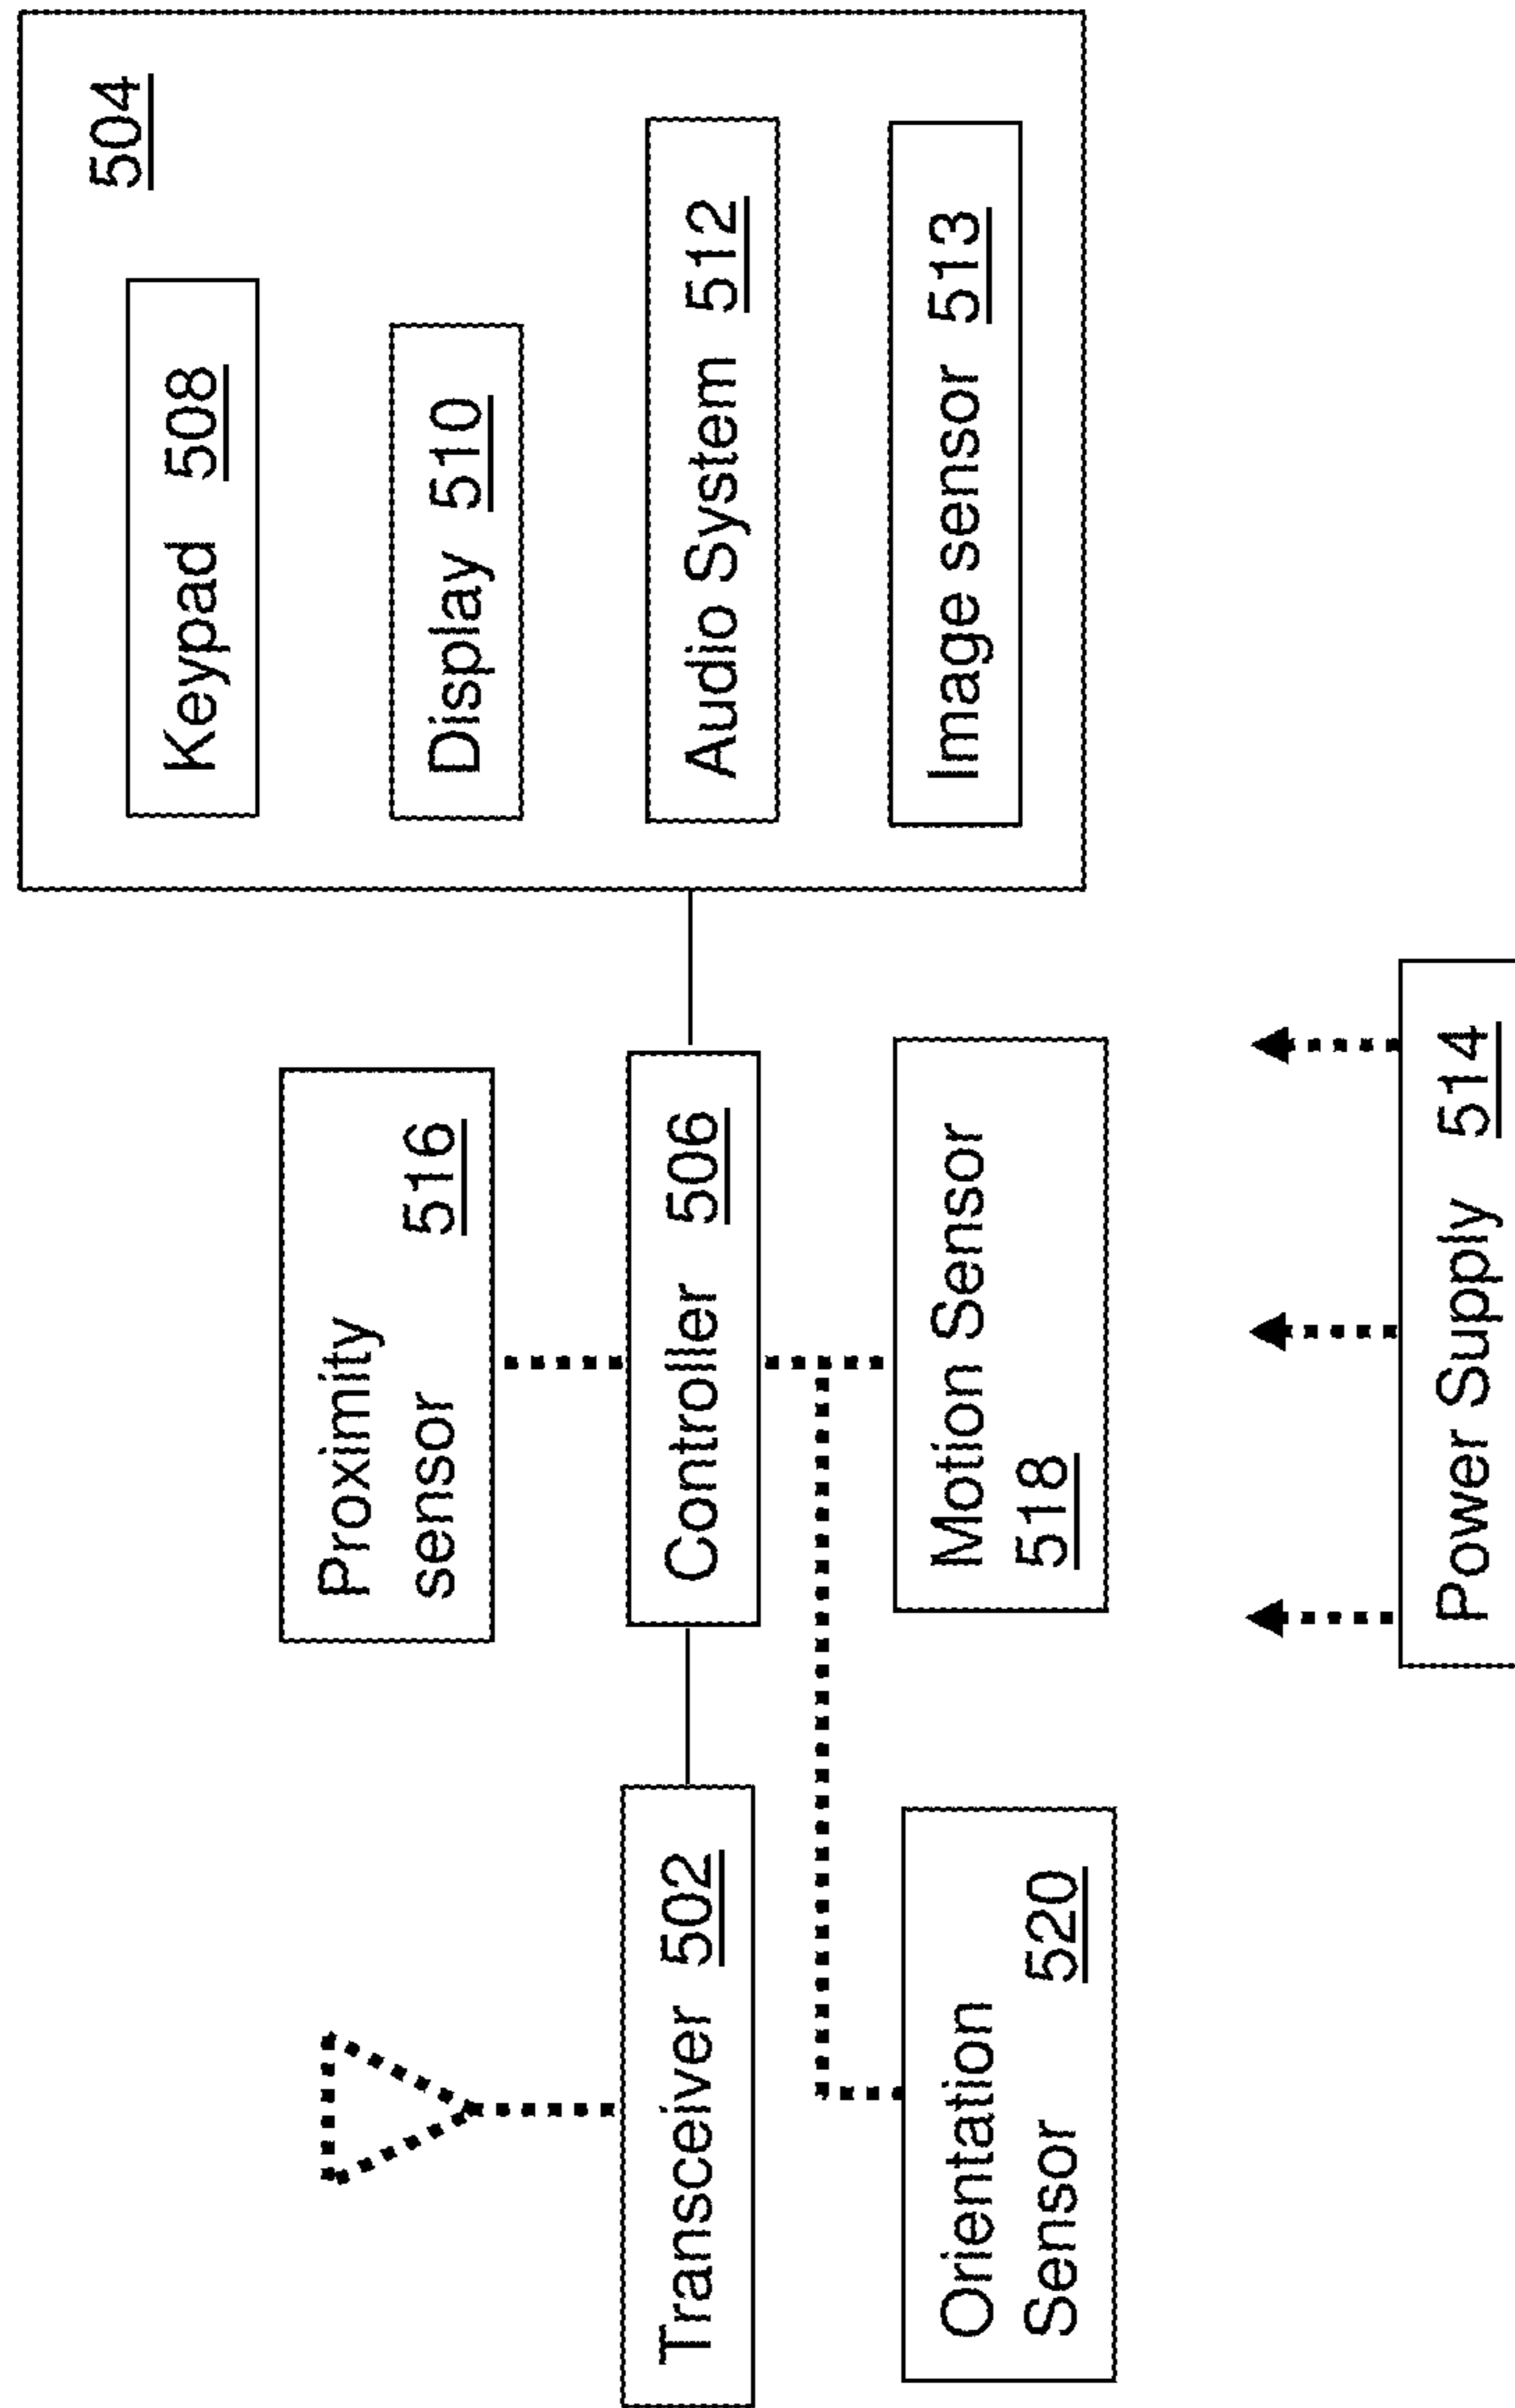 504
Keypad 508
Display 510
Audio System 512
Image sensor 513
Proximity
sensor 516
Controller 506
Motion Sensor
518
Transceiver 502
Orientation
Sensor 520
Power Supply 514